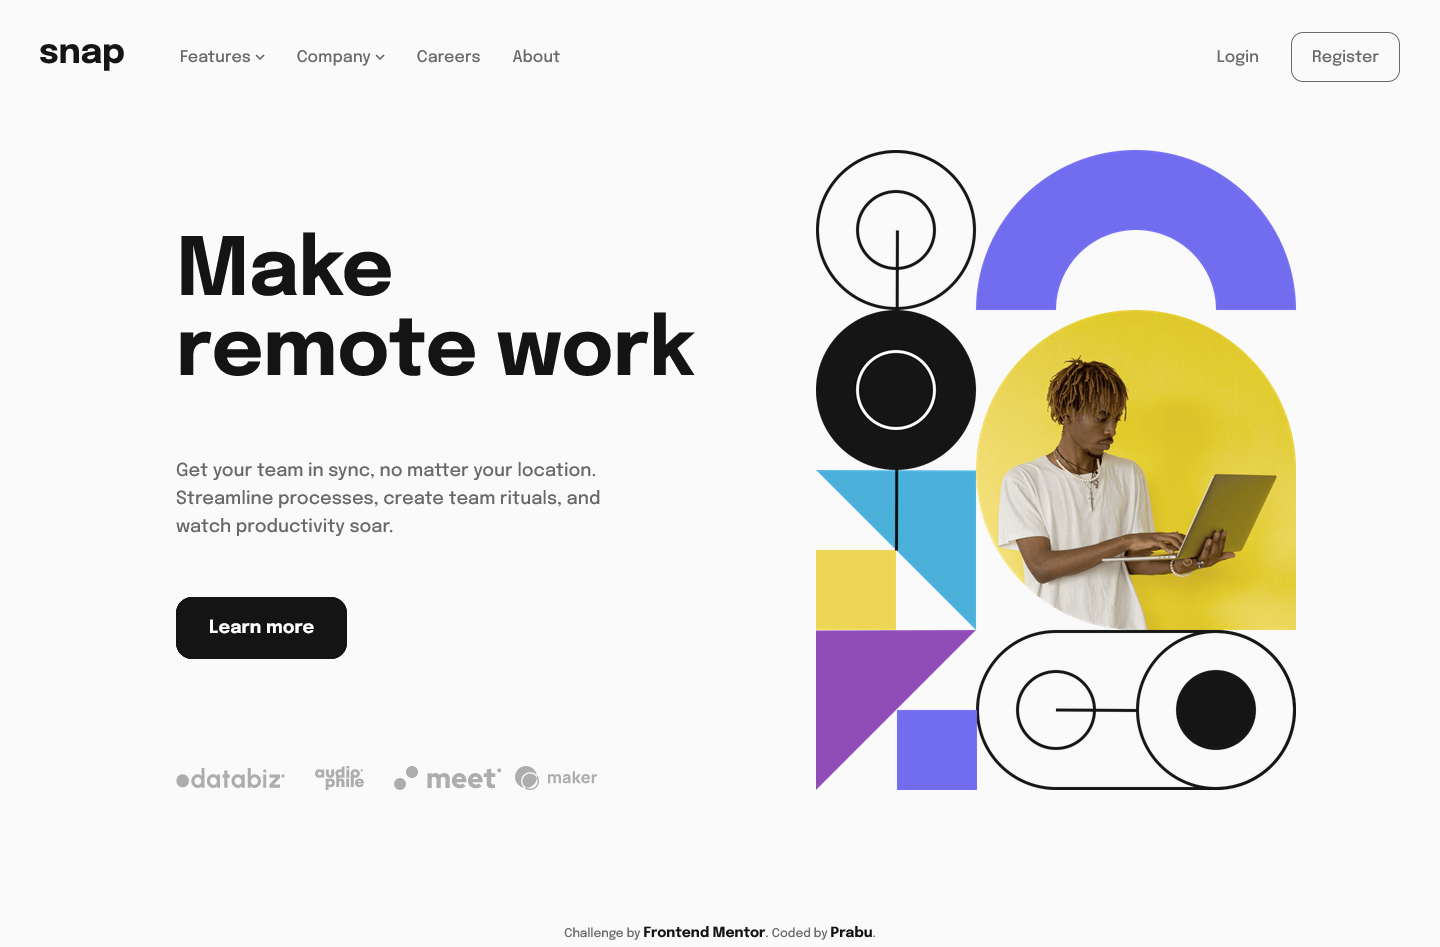 snap Features Company Careers About Login Register
Make
remote work
Get your team in sync, no matter your location.
Streamline processes, create team rituals, and
watch productivity soar.
Learn more
databiz audiophile meet maker
Challenge by Frontend Mentor. Coded by Prabu.